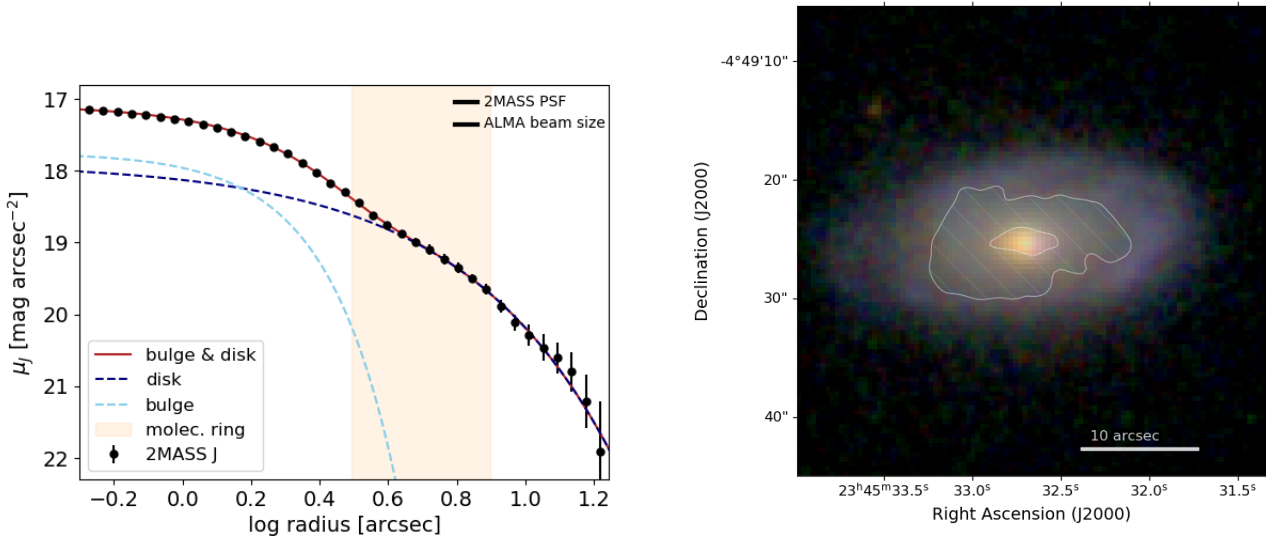 17
18
19
20
21
22
μJ [mag arcsec−2]
2MASS PSF
ALMA beam size
bulge & disk
disk
bulge
molec. ring
2MASS J
−0.2 0.0 0.2 0.4 0.6 0.8 1.0 1.2
log radius [arcsec]
-4°49'10"
20"
30"
40"
Declination (J2000)
10 arcsec
23h45m33.5s 33.0s 32.5s 32.0s 31.5s
Right Ascension (J2000)